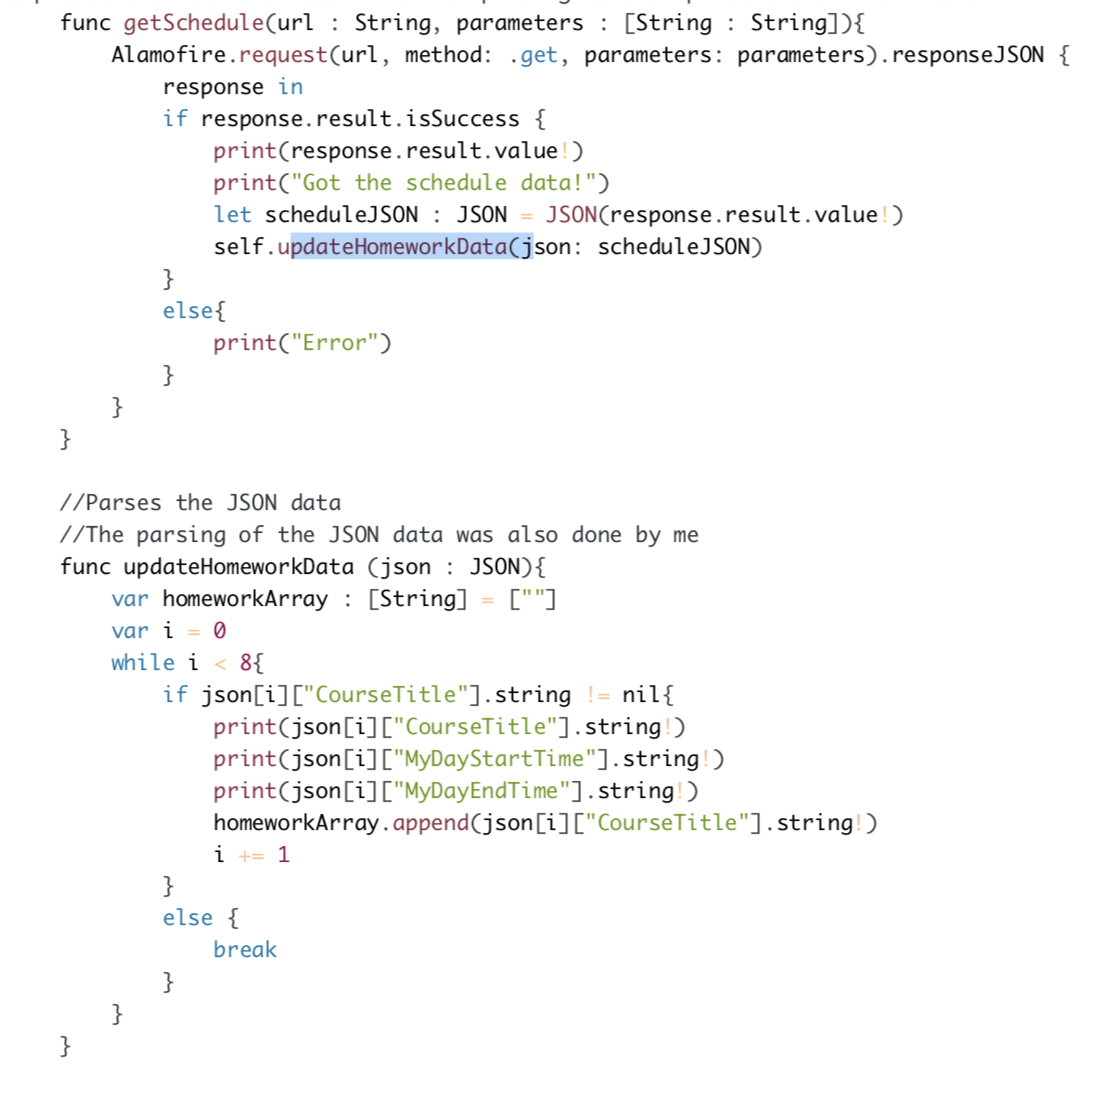 func getSchedule(url : String, parameters : [String : String]){
Alamofire.request(url, method: .get, parameters: parameters).responseJSON {
response in
if response.result.isSuccess {
print(response.result.value!)
print("Got the schedule data!")
let scheduleJSON : JSON = JSON(response.result.value!)
self.updateHomeworkData(json: scheduleJSON)
}
else{
print("Error")
}
}
}
//Parses the JSON data
//The parsing of the JSON data was also done by me
func updateHomeworkData (json : JSON){
var homeworkArray : [String] = [""]
var i = 0
while i < 8{
if json[i]["CourseTitle"].string != nil{
print(json[i]["CourseTitle"].string!)
print(json[i]["MyDayStartTime"].string!)
print(json[i]["MyDayEndTime"].string!)
homeworkArray.append(json[i]["CourseTitle"].string!)
i += 1
}
else {
break
}
}
}